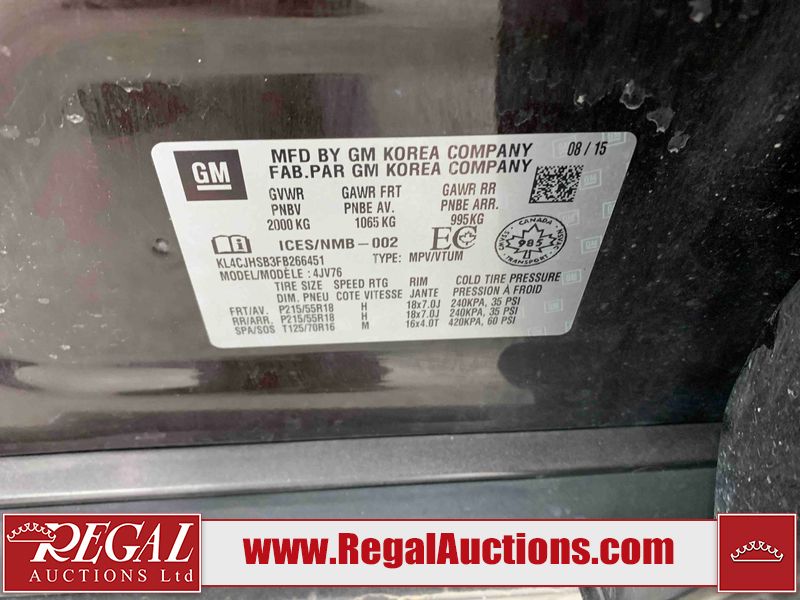 GM
MFD BY GM KOREA COMPANY 08 / 15
FAB.PAR GM KOREA COMPANY
GVWR GAWR FRT GAWR RR
PNBV PNBE AV. PNBE ARR.
2000 KG 1065 KG 995KG
ICES/NMB-002 EC
CANADA
985
TRANSPORT
KL4CJHSB3FB266451 TYPE: MPV/VTUM
MODEL/MODÈLE : 4JV76
TIRE SIZE SPEED RTG RIM COLD TIRE PRESSURE
DIM. PNEU COTE VITESSE JANTE PRESSION À FROID
FRT/AV. P215/55R18 H 18x7.0J 240KPA, 35 PSI
RR/ARR. P215/55R18 H 18x7.0J 240KPA, 35 PSI
SPA/SOS T125/70R16 M 16x4.0T 420KPA, 60 PSI
REGAL
AUCTIONS Ltd
www.RegalAuctions.com